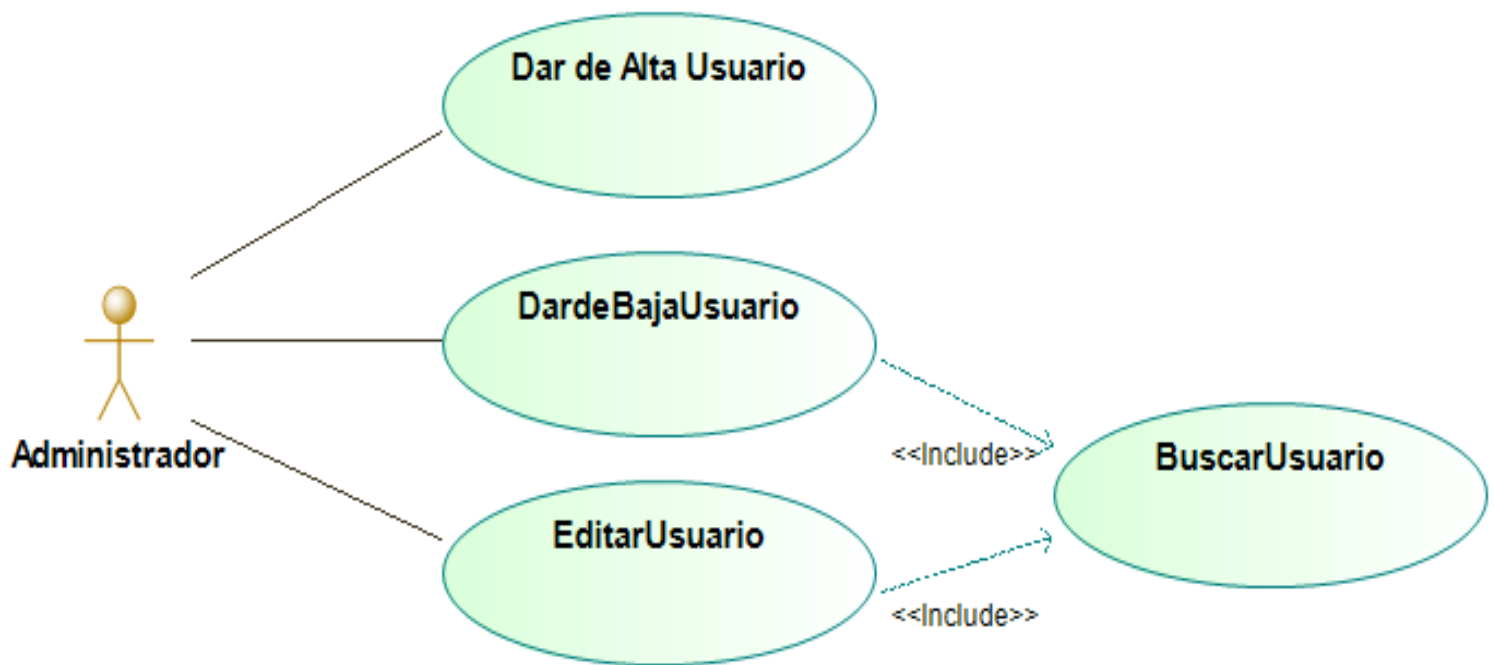 Dar de Alta Usuario
DardeBajaUsuario
Administrador
<<Include>>
BuscarUsuario
EditarUsuario
<<Include>>